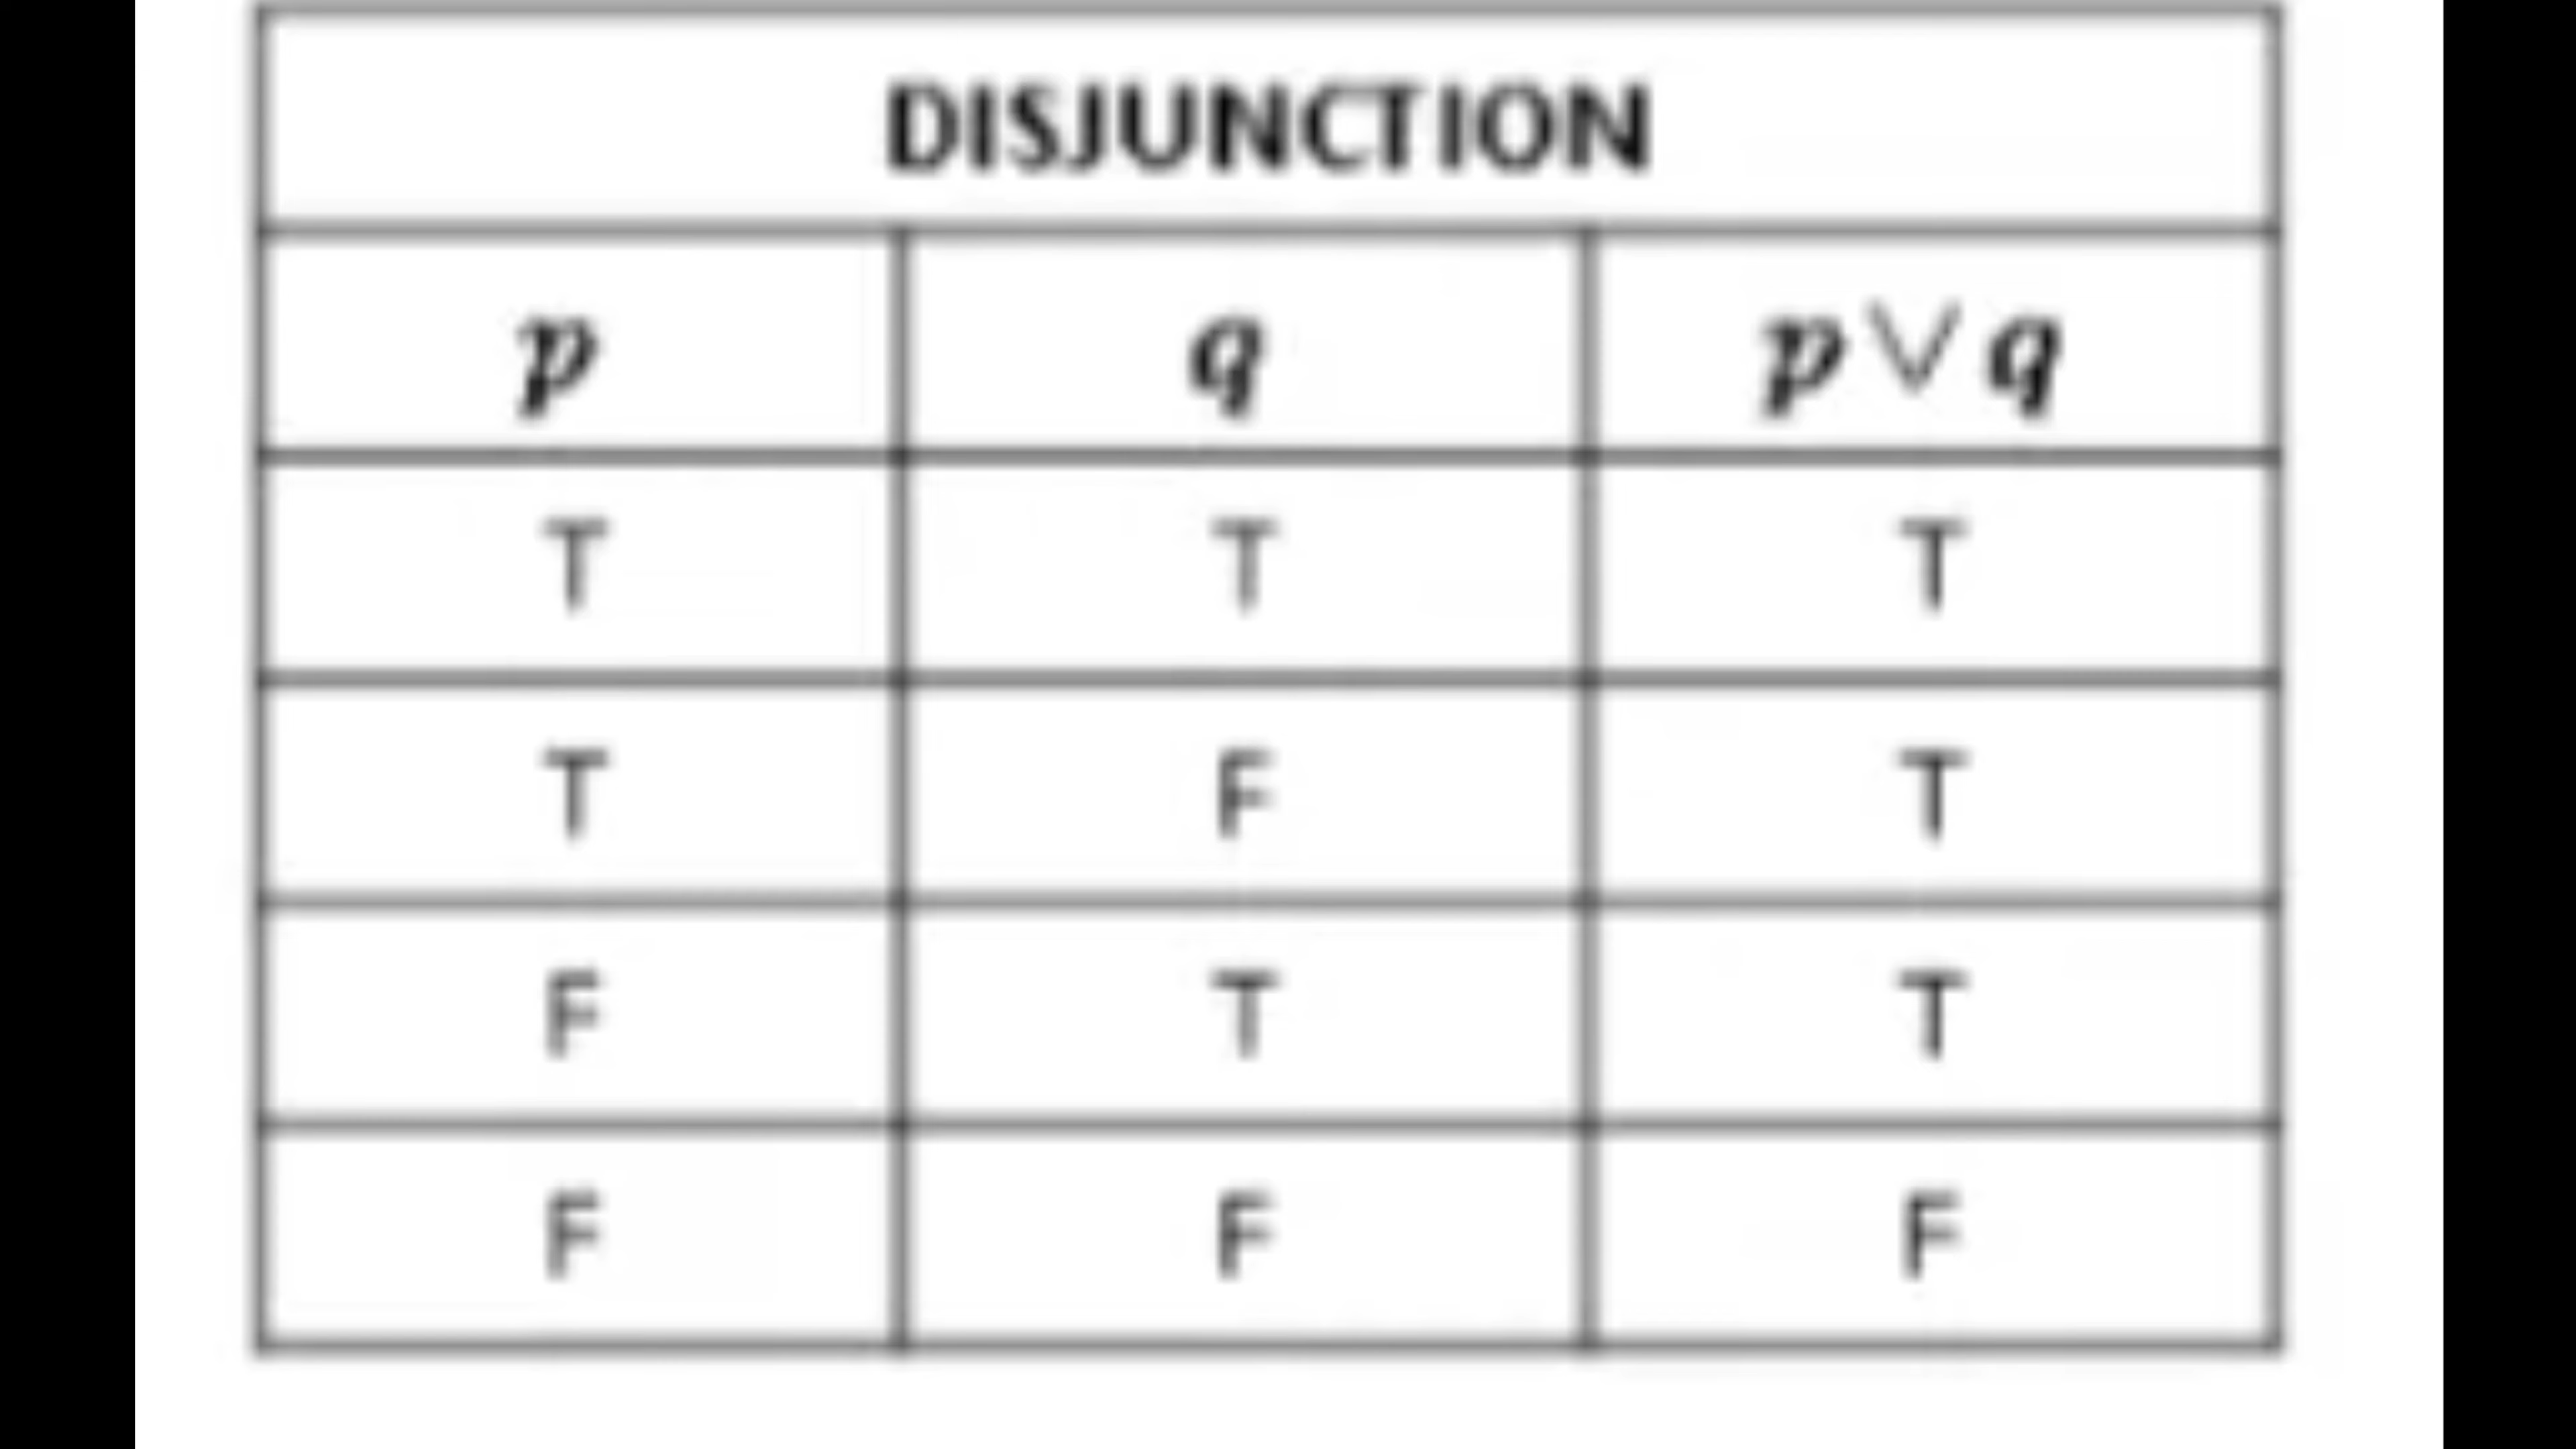 DISJUNCTION
p q p ∨ q
T T T
T F T
F T T
F F F